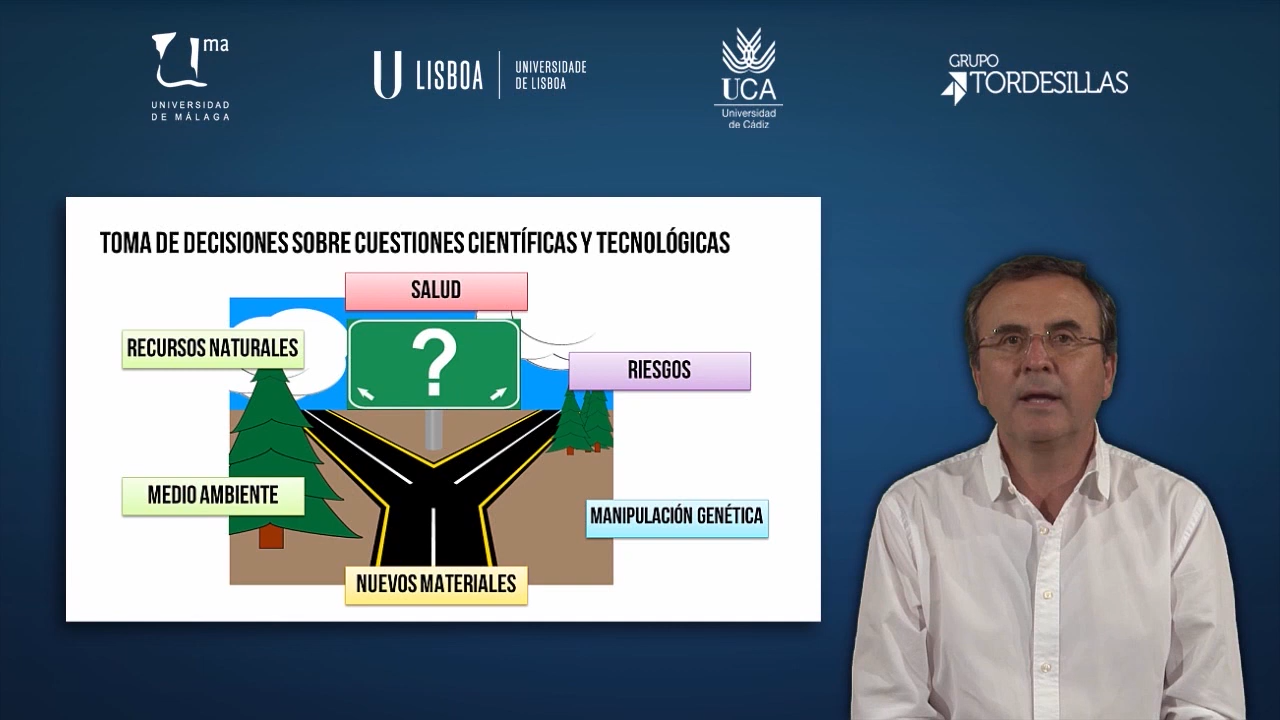 uma
UNIVERSIDAD
DE MÁLAGA
U LISBOA
UNIVERSIDADE
DE LISBOA
UCA
Universidad
de Cádiz
GRUPO
TORDESILLAS
TOMA DE DECISIONES SOBRE CUESTIONES CIENTÍFICAS Y TECNOLÓGICAS
SALUD
RECURSOS NATURALES
?
RIESGOS
MEDIO AMBIENTE
MANIPULACIÓN GENÉTICA
NUEVOS MATERIALES